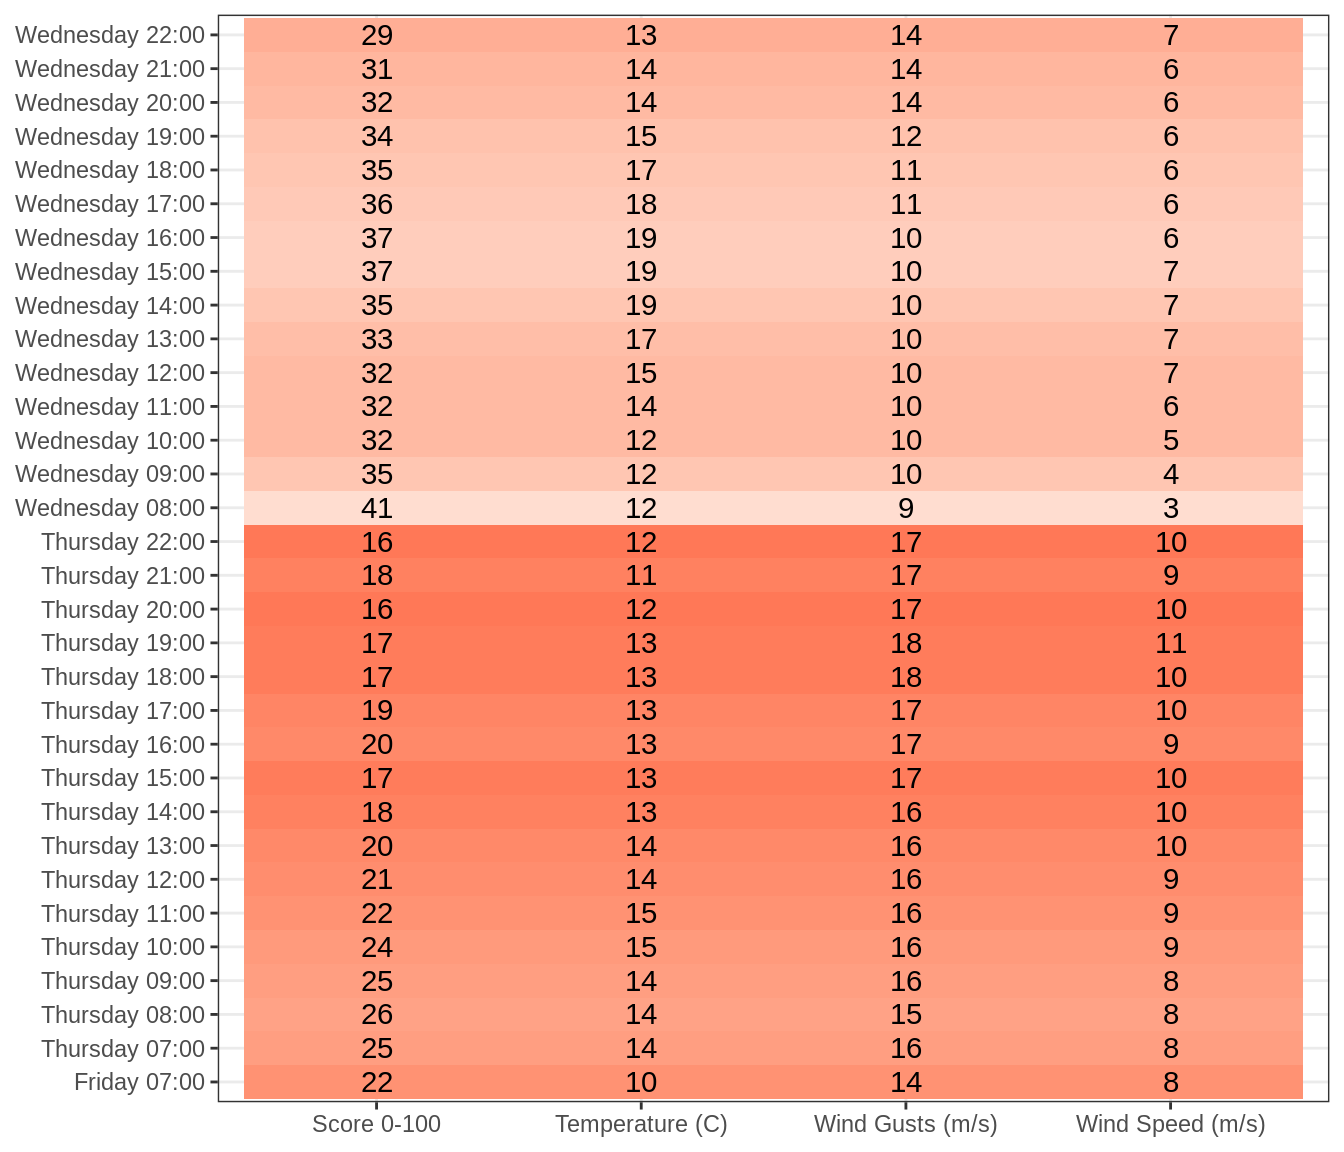 Wednesday 22:00 29 13 14 7
Wednesday 21:00 31 14 14 6
Wednesday 20:00 32 14 14 6
Wednesday 19:00 34 15 12 6
Wednesday 18:00 35 17 11 6
Wednesday 17:00 36 18 11 6
Wednesday 16:00 37 19 10 6
Wednesday 15:00 37 19 10 7
Wednesday 14:00 35 19 10 7
Wednesday 13:00 33 17 10 7
Wednesday 12:00 32 15 10 7
Wednesday 11:00 32 14 10 6
Wednesday 10:00 32 12 10 5
Wednesday 09:00 35 12 10 4
Wednesday 08:00 41 12 9 3
Thursday 22:00 16 12 17 10
Thursday 21:00 18 11 17 9
Thursday 20:00 16 12 17 10
Thursday 19:00 17 13 18 11
Thursday 18:00 17 13 18 10
Thursday 17:00 19 13 17 10
Thursday 16:00 20 13 17 9
Thursday 15:00 17 13 17 10
Thursday 14:00 18 13 16 10
Thursday 13:00 20 14 16 10
Thursday 12:00 21 14 16 9
Thursday 11:00 22 15 16 9
Thursday 10:00 24 15 16 9
Thursday 09:00 25 14 16 8
Thursday 08:00 26 14 15 8
Thursday 07:00 25 14 16 8
Friday 07:00 22 10 14 8
Score 0-100 Temperature (C) Wind Gusts (m/s) Wind Speed (m/s)